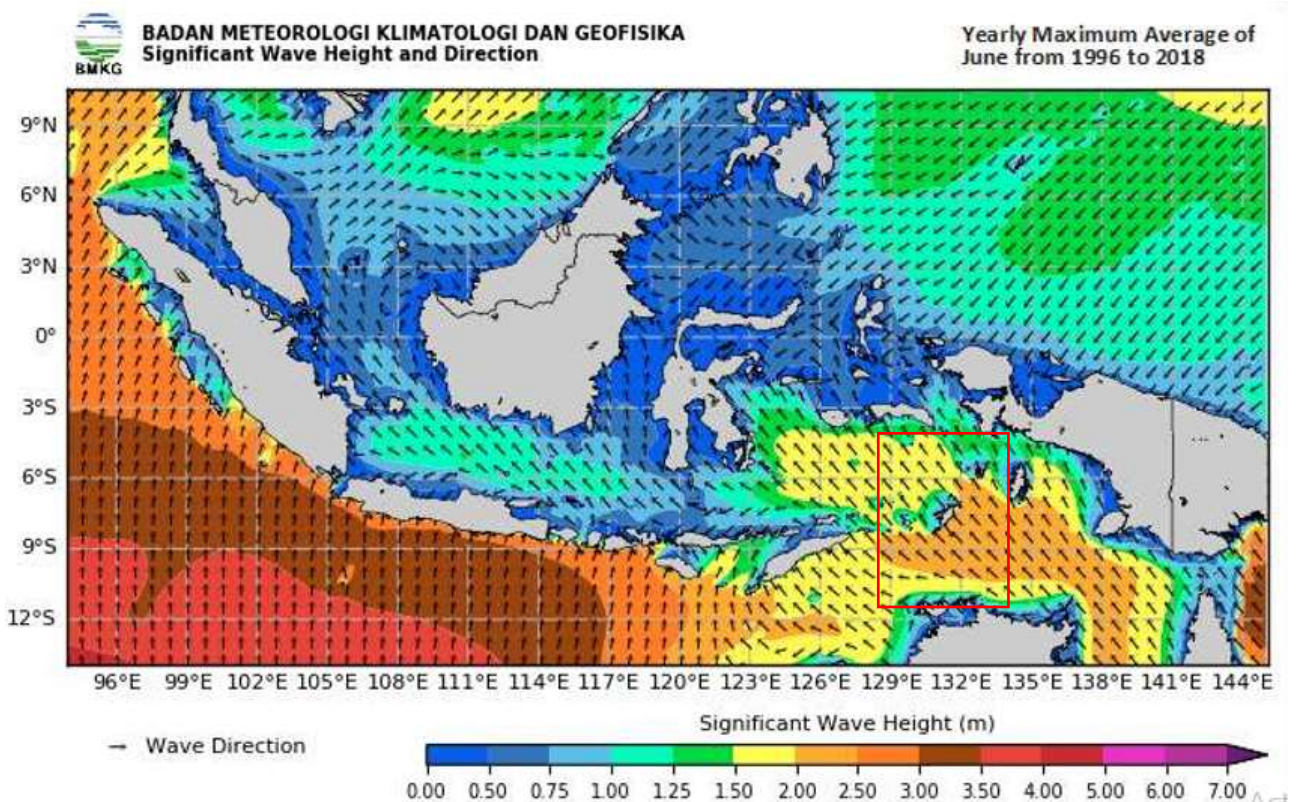 BADAN METEOROLOGI KLIMATOLOGI DAN GEOFISIKA
Significant Wave Height and Direction
BMKG
Yearly Maximum Average of
June from 1996 to 2018
9°N
6°N
3°N
0°
3°S
6°S
9°S
12°S
96°E 99°E 102°E 105°E 108°E 111°E 114°E 117°E 120°E 123°E 126°E 129°E 132°E 135°E 138°E 141°E 144°E
Significant Wave Height (m)
→ Wave Direction
0.00 0.50 0.75 1.00 1.25 1.50 2.00 2.50 3.00 3.50 4.00 5.00 6.00 7.00